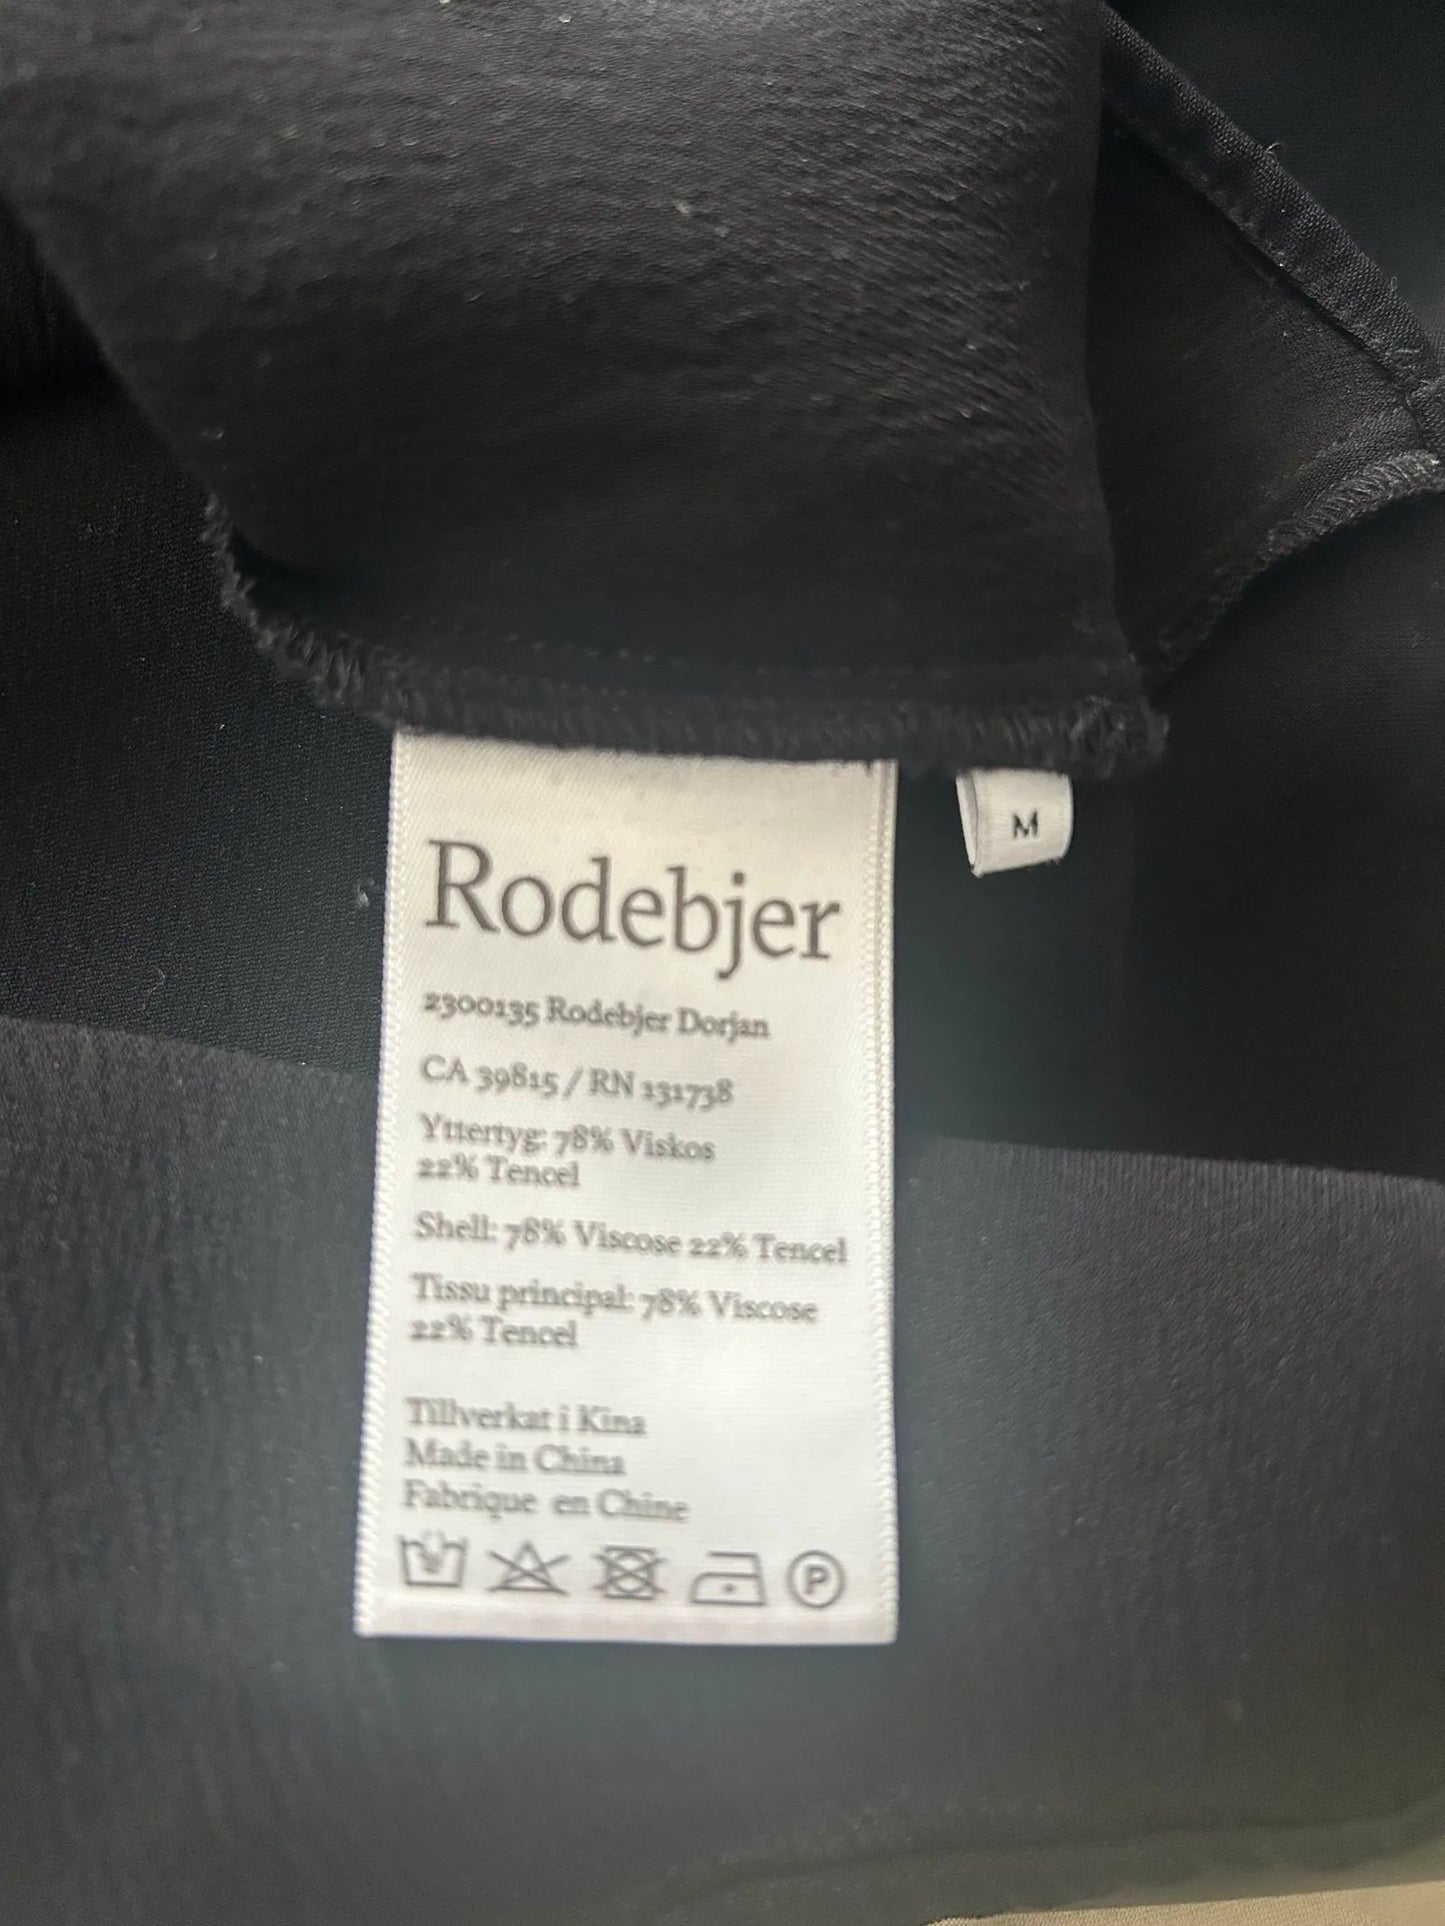 Rodebjer
M
2300135 Rodebjer Dorjan
CA 39815 / RN 131738
Yttertyg: 78% Viskos
22% Tencel
Shell: 78% Viscose 22% Tencel
Tissu principal: 78% Viscose
22% Tencel
Tillverkat i Kina
Made in China
Fabrique en Chine
P